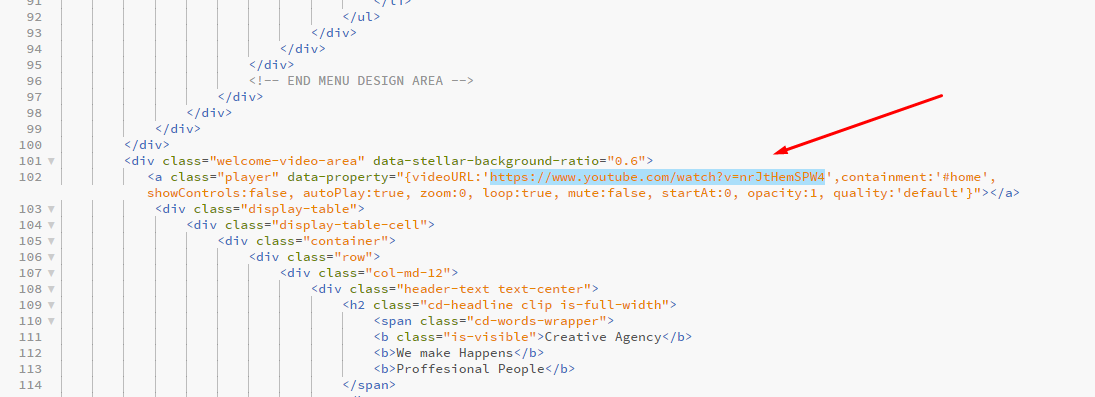 91 </li>
92 </ul>
93 </div>
94 </div>
95 </div>
96 <!-- END MENU DESIGN AREA -->
97 </div>
98 </div>
99 </div>
100 </div>
101 <div class="welcome-video-area" data-stellar-background-ratio="0.6">
102 <a class="player" data-property="{videoURL:'https://www.youtube.com/watch?v=nrJtHemSPW4',containment:'#home',
showControls:false, autoPlay:true, zoom:0, loop:true, mute:false, startAt:0, opacity:1, quality:'default'}"></a>
103 <div class="display-table">
104 <div class="display-table-cell">
105 <div class="container">
106 <div class="row">
107 <div class="col-md-12">
108 <div class="header-text text-center">
109 <h2 class="cd-headline clip is-full-width">
110 <span class="cd-words-wrapper">
111 <b class="is-visible">Creative Agency</b>
112 <b>We make Happens</b>
113 <b>Proffesional People</b>
114 </span>